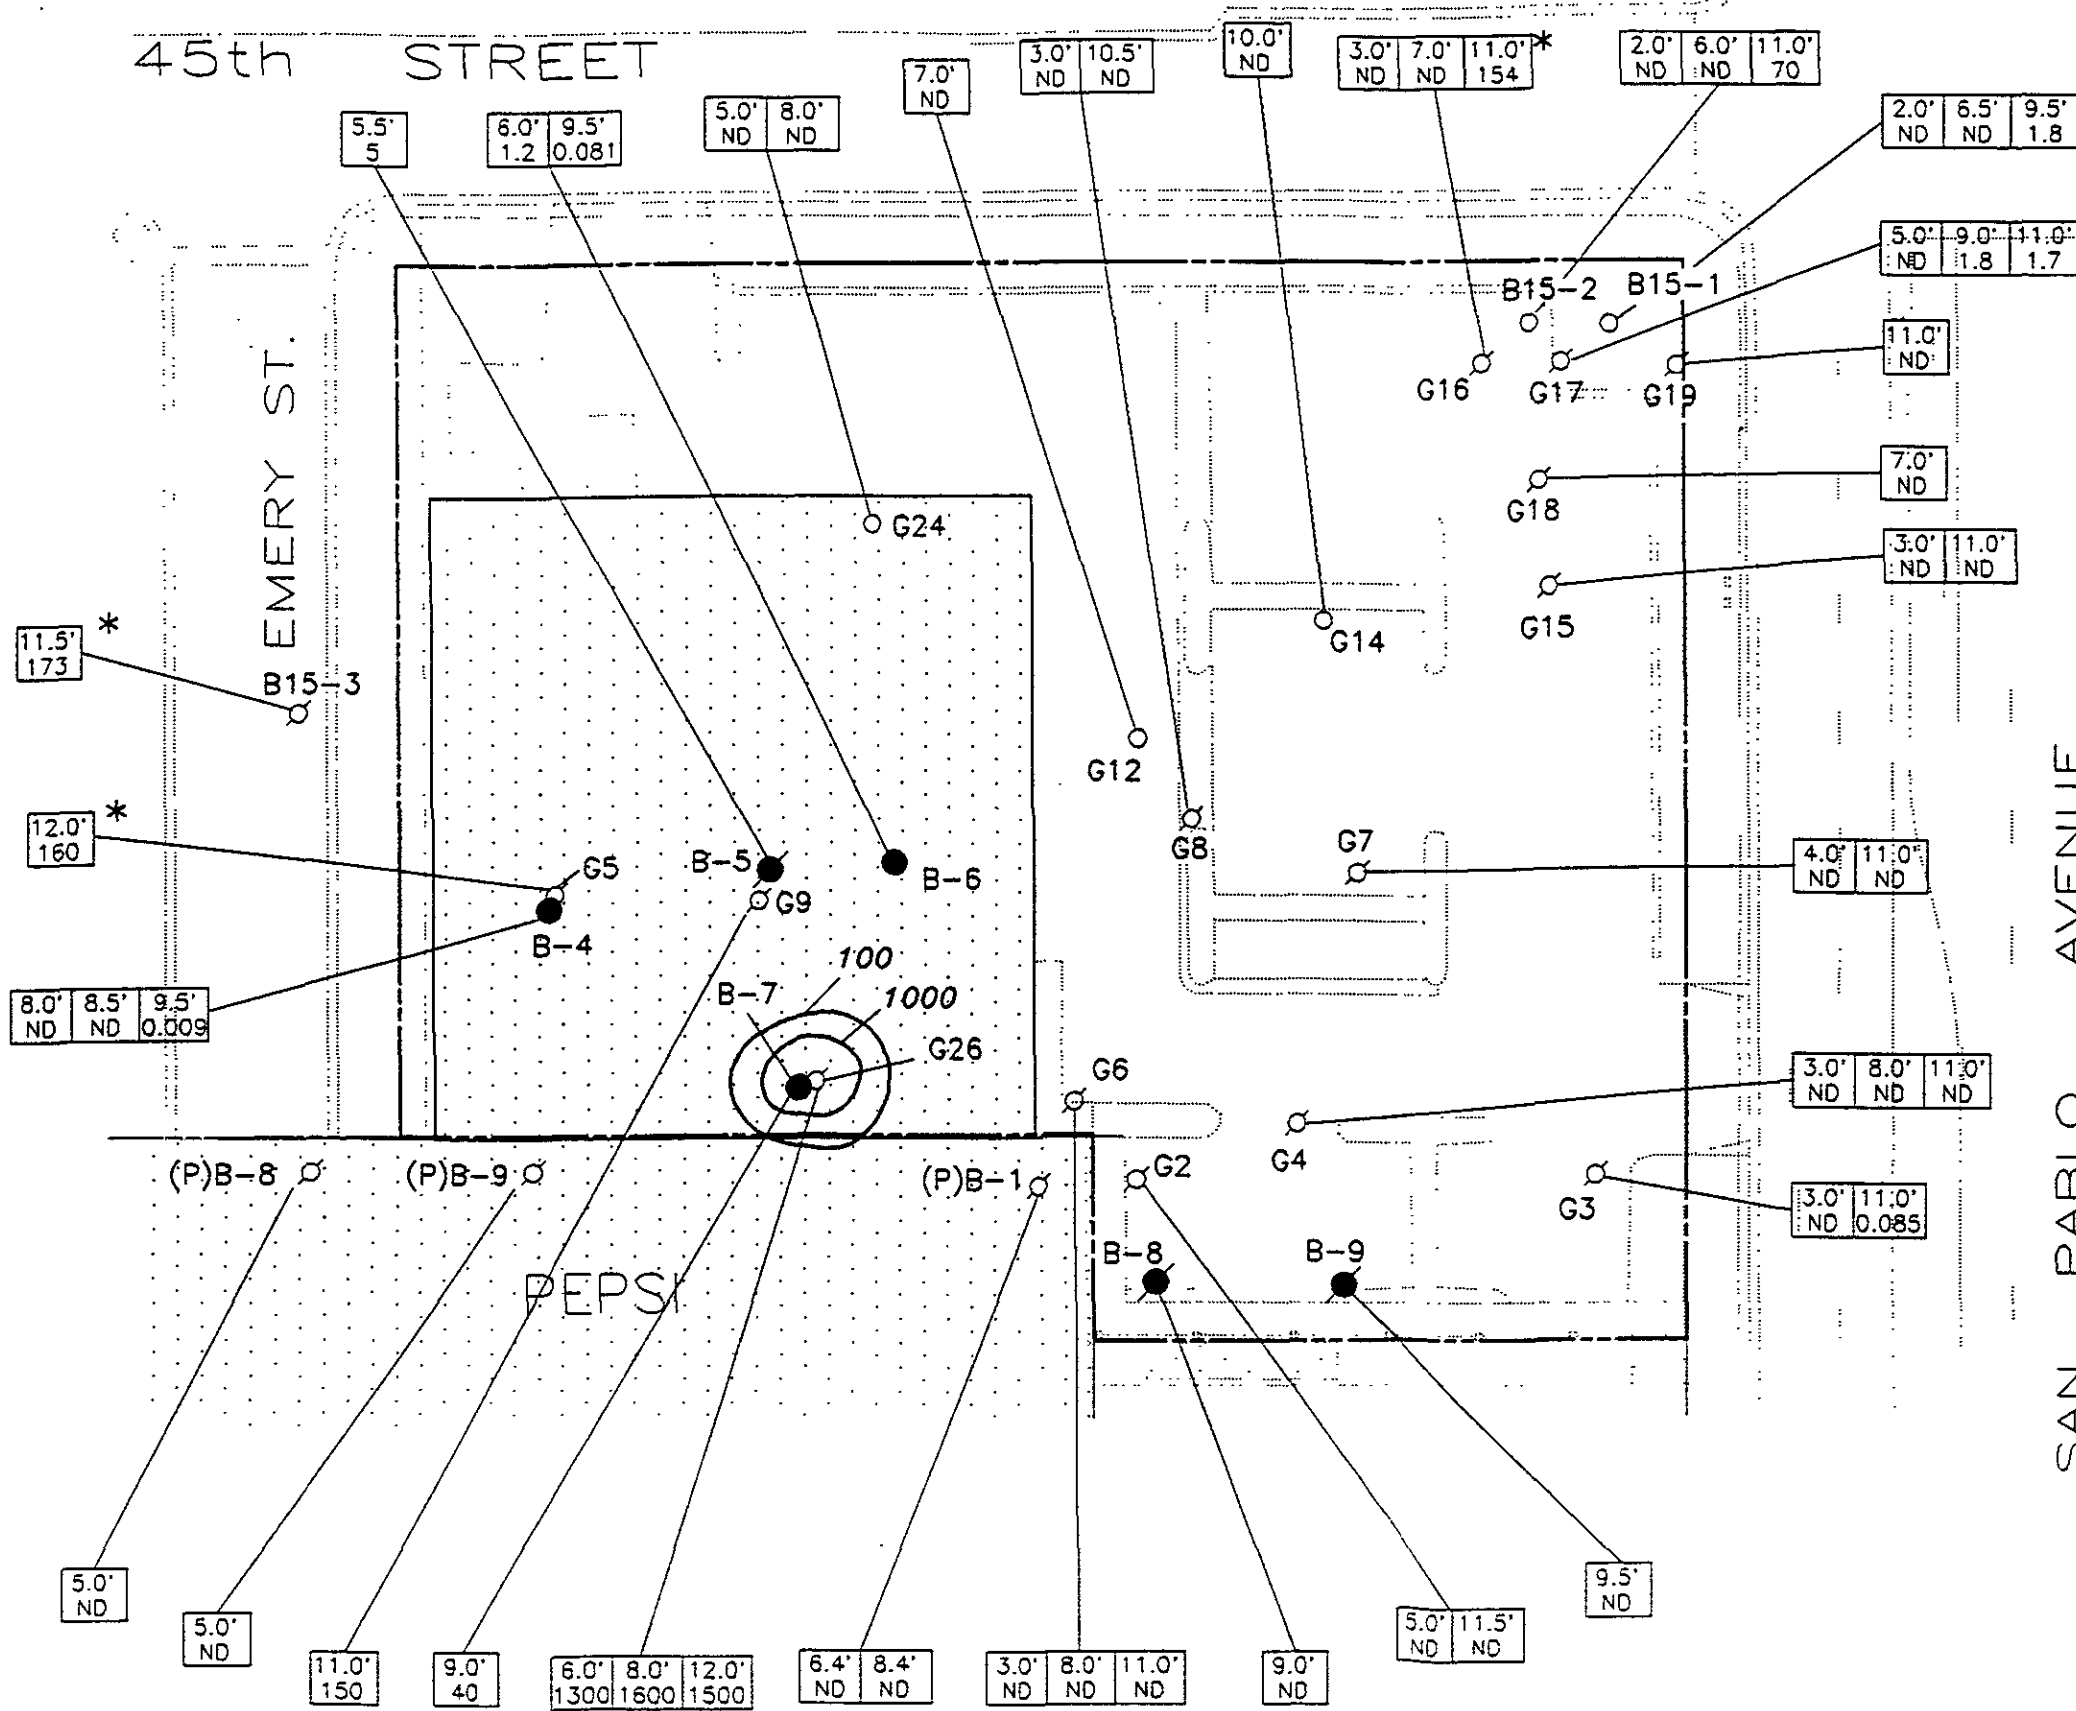 45th STREET
5.5'
5
6.0' 9.5'
1.2 0.081
5.0' 8.0'
ND ND
7.0'
ND
3.0' 10.5'
ND ND
10.0'
ND
3.0' 7.0' 11.0' *
ND ND 154
2.0' 6.0' 11.0'
ND ND 70
2.0' 6.5' 9.5'
ND ND 1.8
5.0' 9.0' 11.0'
ND 1.8 1.7
B15-2 B15-1
11.0'
ND
G16 G17 G19
EMERY ST.
7.0'
ND
G18
G24
3.0' 11.0'
ND ND
G15
G14
11.5' *
173
B15-3
G12
12.0' *
160
G8
G7
4.0' 11.0'
ND ND
G5
B-5
B-6
G9
B-4
100
1000
B-7
8.0' 8.5' 9.5'
ND ND 0.009
G26
G6
3.0' 8.0' 11.0'
ND ND ND
G4
(P)B-8
(P)B-9
(P)B-1
G2
G3
3.0' 11.0'
ND 0.085
B-8
B-9
PEPSI
SAN PABLO AVENUE
5.0'
ND
5.0'
ND
11.0'
150
9.0'
40
6.0' 8.0' 12.0'
1300 1600 1500
6.4' 8.4'
ND ND
3.0' 8.0' 11.0'
ND ND ND
9.0'
ND
5.0' 11.5'
ND ND
9.5'
ND